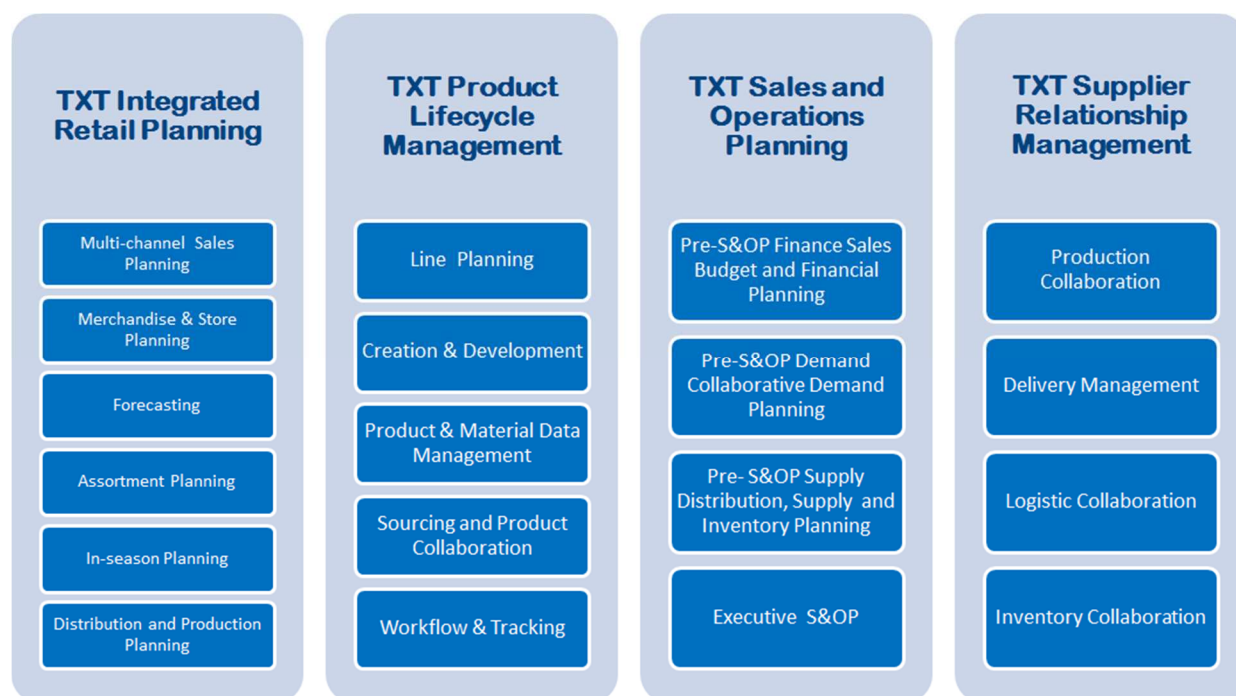 TXT Integrated
Retail Planning
Multi-channel Sales
Planning
Merchandise & Store
Planning
Forecasting
Assortment Planning
In-season Planning
Distribution and Production
Planning
TXT Product
Lifecycle
Management
Line Planning
Creation & Development
Product & Material Data
Management
Sourcing and Product
Collaboration
Workflow & Tracking
TXT Sales and
Operations
Planning
Pre-S&OP Finance Sales
Budget and Financial
Planning
Pre-S&OP Demand
Collaborative Demand
Planning
Pre- S&OP Supply
Distribution, Supply and
Inventory Planning
Executive S&OP
TXT Supplier
Relationship
Management
Production
Collaboration
Delivery Management
Logistic Collaboration
Inventory Collaboration